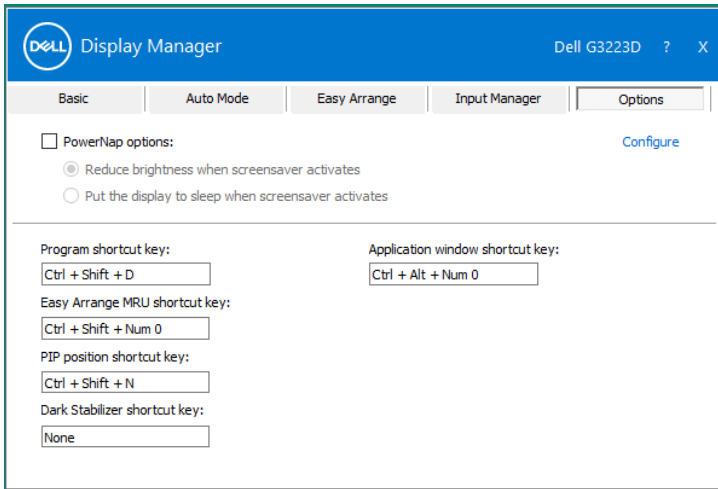 DELL Display Manager Dell G3223D ? X
Basic Auto Mode Easy Arrange Input Manager Options
PowerNap options: Configure
Reduce brightness when screensaver activates
Put the display to sleep when screensaver activates
Program shortcut key: Application window shortcut key:
Ctrl + Shift + D Ctrl + Alt + Num 0
Easy Arrange MRU shortcut key:
Ctrl + Shift + Num 0
PIP position shortcut key:
Ctrl + Shift + N
Dark Stabilizer shortcut key:
None